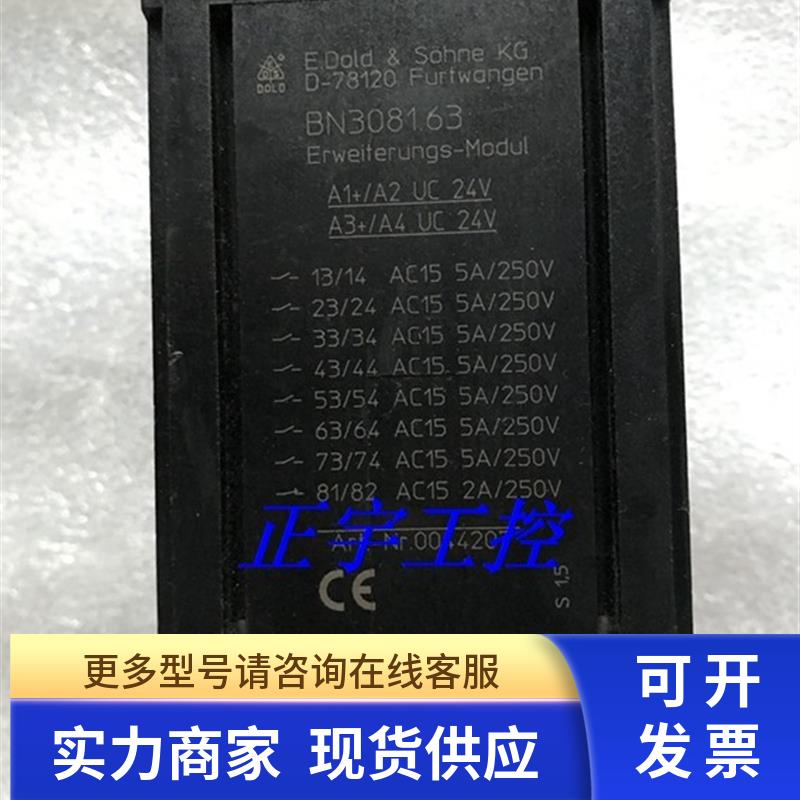 DOLD
E.Dold & Söhne KG
D-78120 Furtwangen
BN3081.63
Erweiterungs-Modul
A1+/A2 UC 24V
A3+/A4 UC 24V
13/14 AC15 5A/250V
23/24 AC15 5A/250V
33/34 AC15 5A/250V
43/44 AC15 5A/250V
53/54 AC15 5A/250V
63/64 AC15 5A/250V
73/74 AC15 5A/250V
81/82 AC15 2A/250V
正宇工控
CE
S 1,5
更多型号请咨询在线客服
实力商家 现货供应
可开
发票